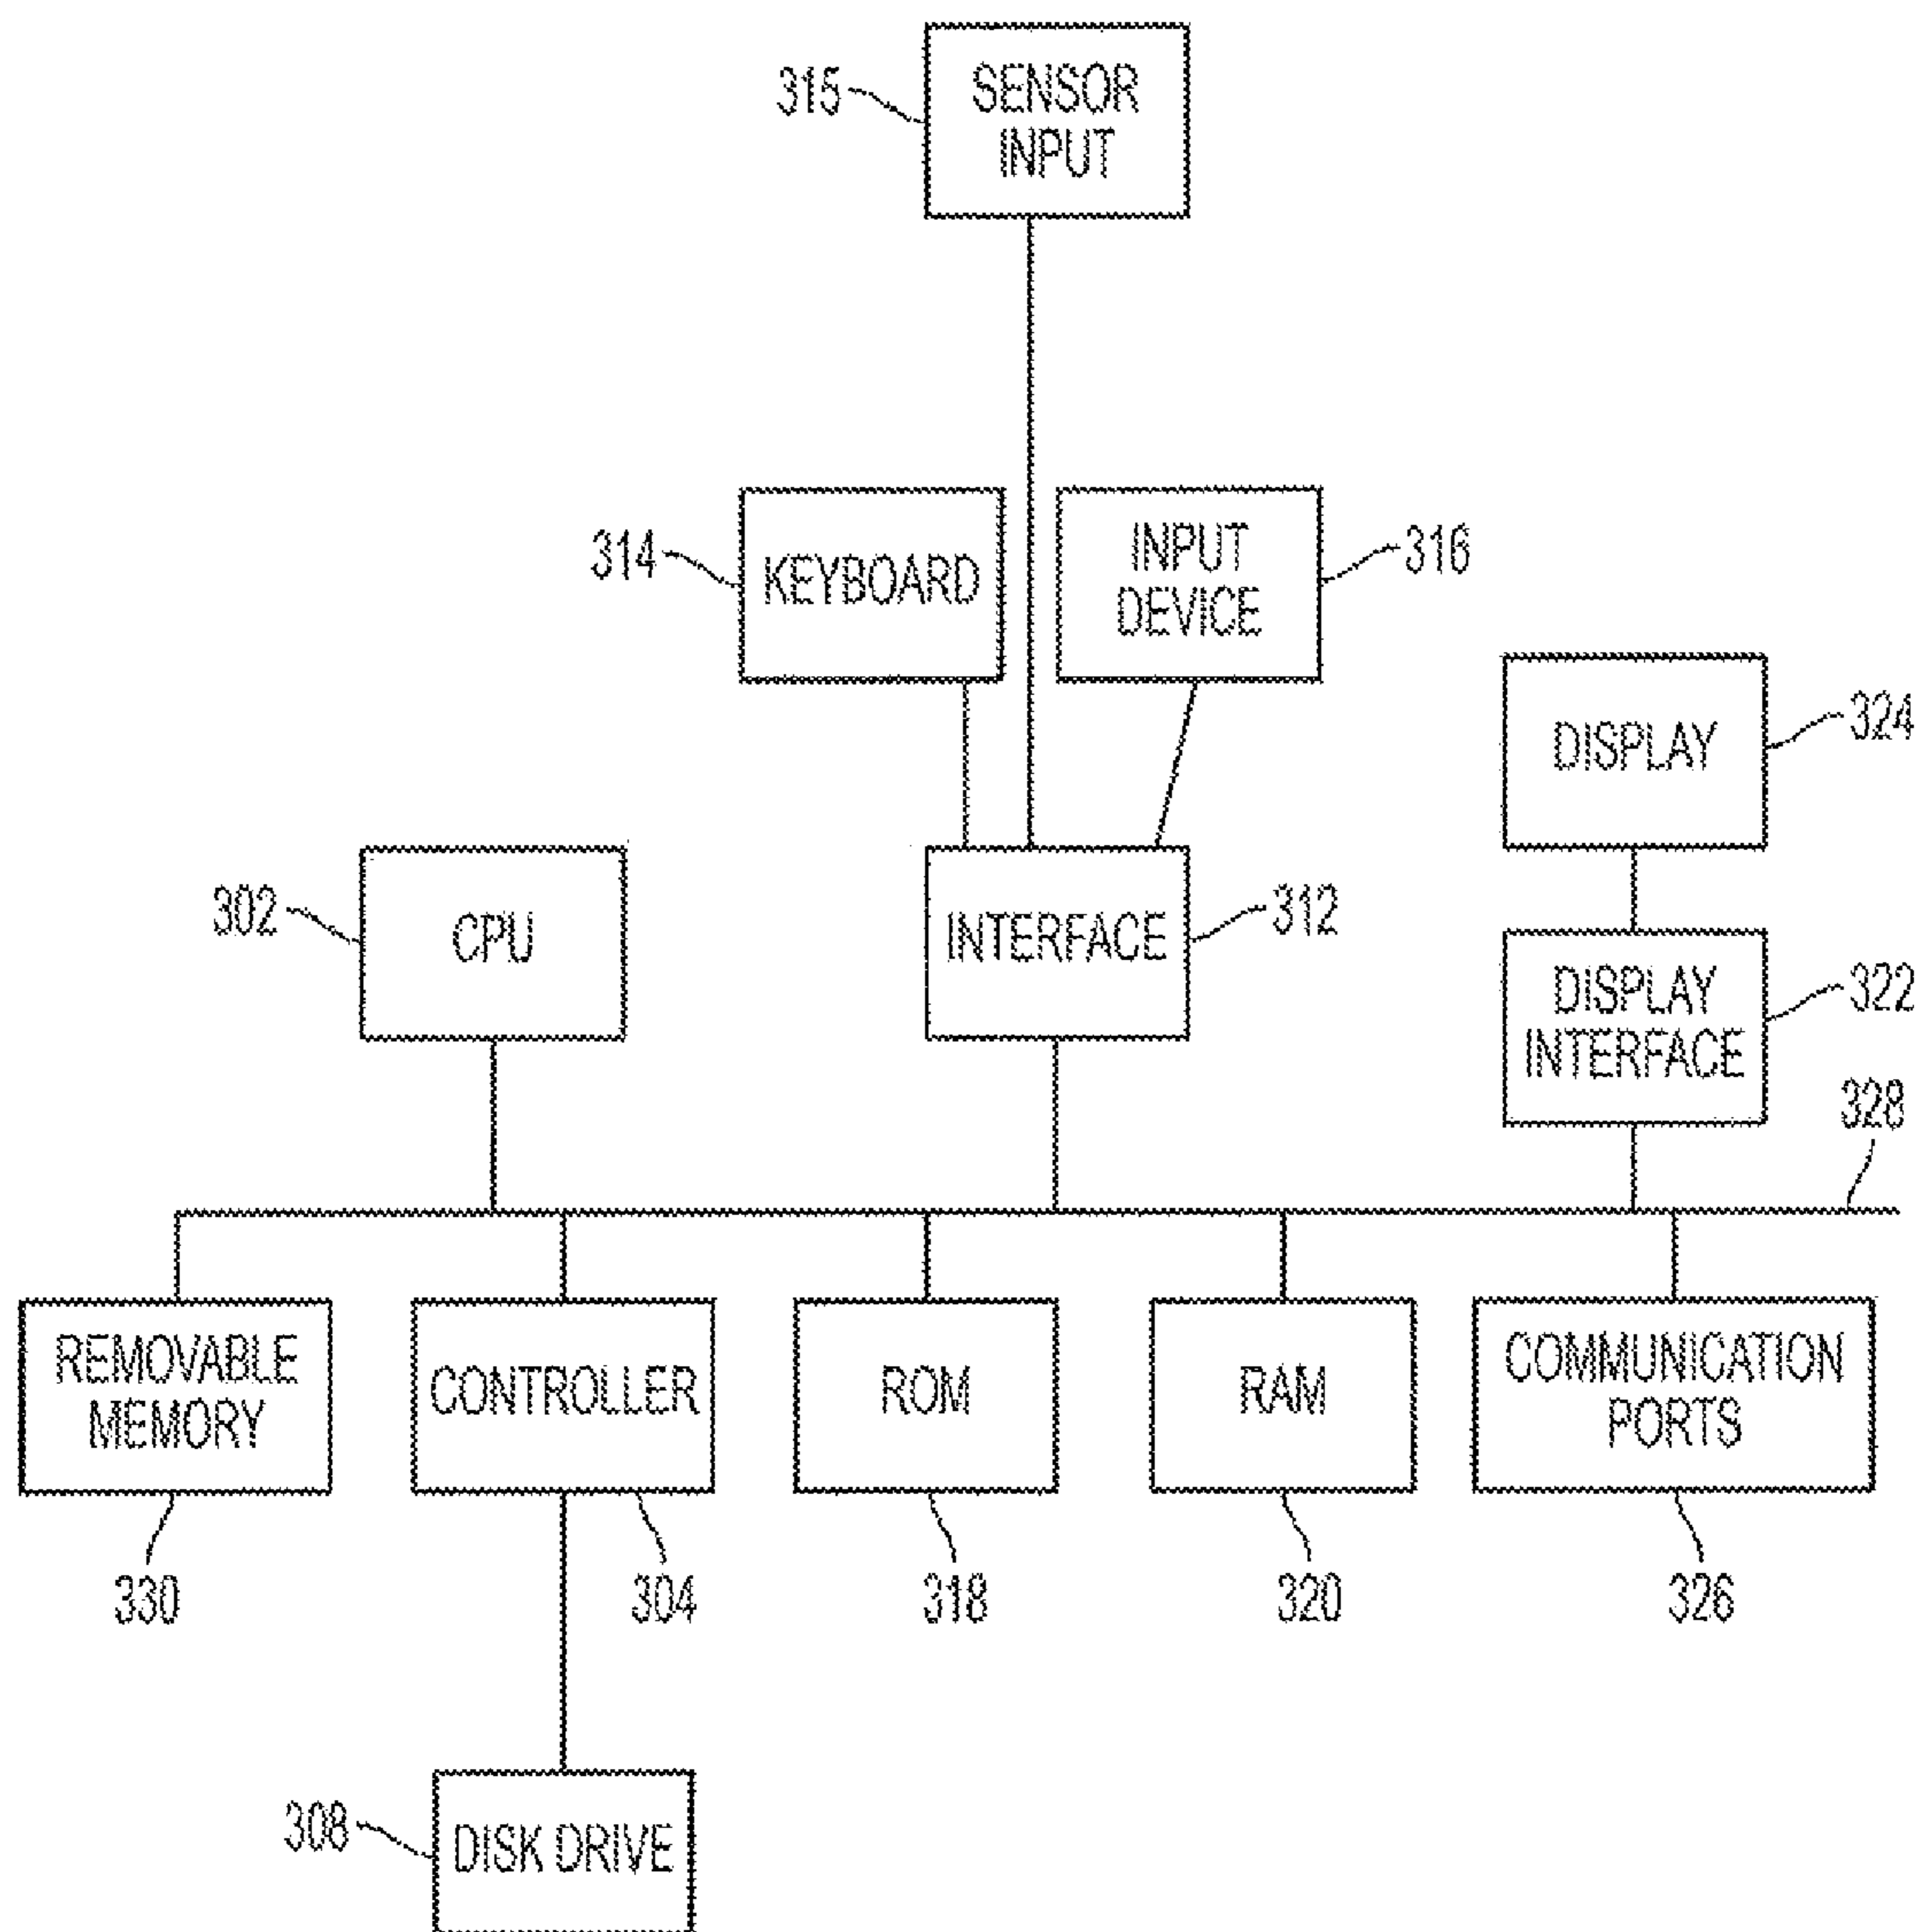 315
SENSOR
INPUT
314
KEYBOARD
INPUT
DEVICE
316
DISPLAY
324
302
CPU
INTERFACE
312
DISPLAY
INTERFACE
322
328
REMOVABLE
MEMORY
CONTROLLER
ROM
RAM
COMMUNICATION
PORTS
330
304
318
320
326
308
DISK DRIVE